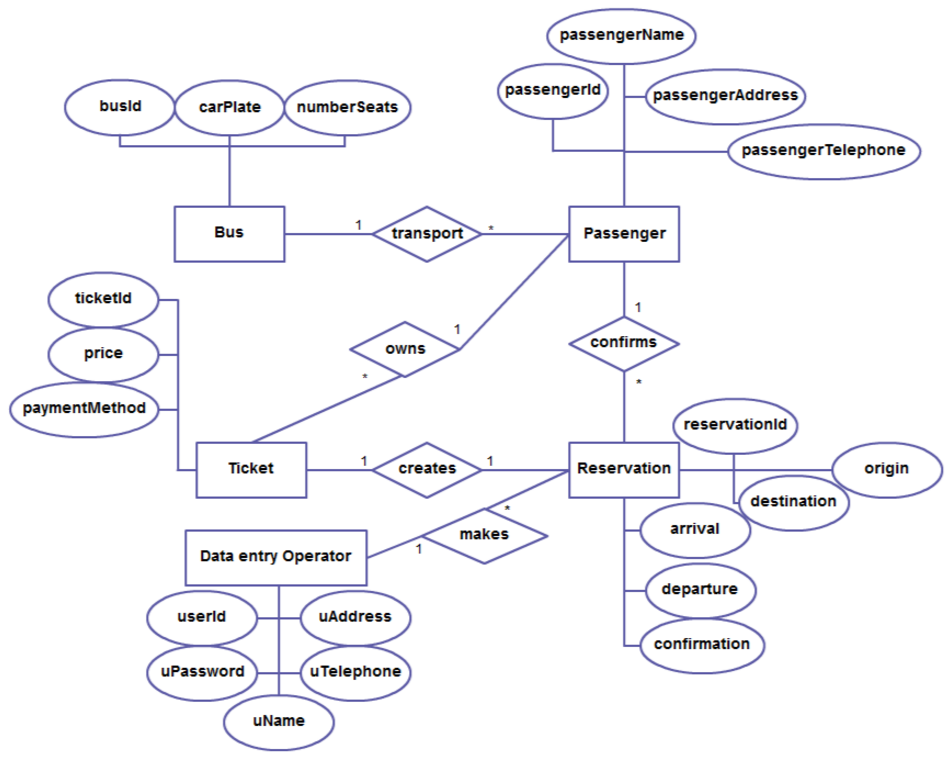 passengerName
passengerId
passengerAddress
busId
carPlate
numberSeats
passengerTelephone
Bus
1
transport
*
Passenger
ticketId
1
1
owns
confirms
price
*
*
paymentMethod
reservationId
Ticket
1
creates
1
Reservation
origin
destination
*
arrival
makes
1
Data entry Operator
departure
userId
uAddress
confirmation
uPassword
uTelephone
uName